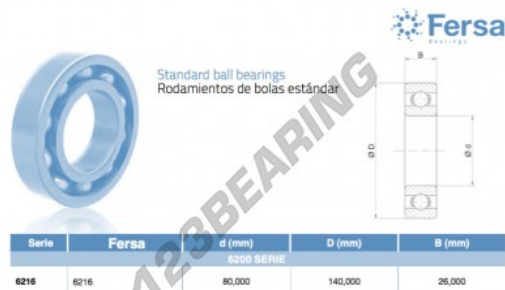 Fersa
Bearings
Standard ball bearings
Rodamientos de bolas estándar
B
Ø D
Ø d
123BEARING
Serie Fersa d (mm) D (mm) B (mm)
6200 SERIE
6216 6216 80,000 140,000 26,000